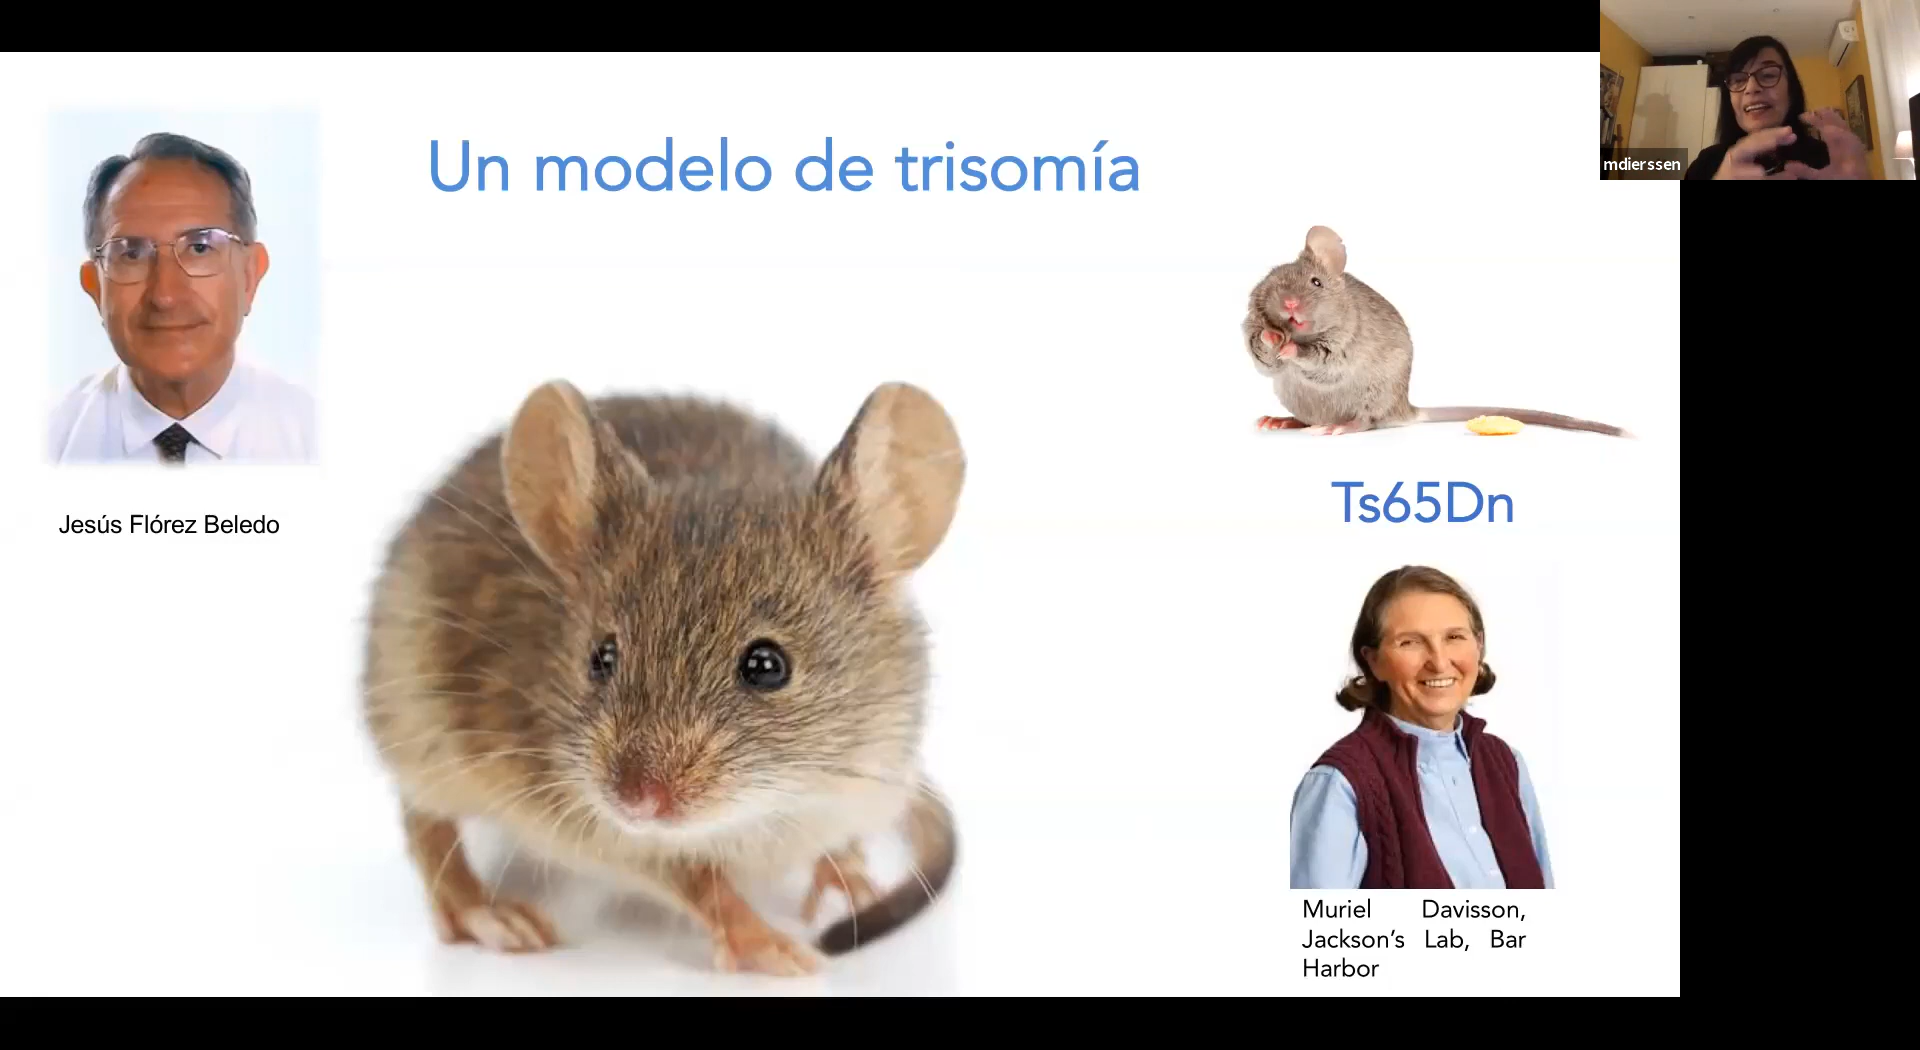 mdierssen
Un modelo de trisomía
Jesús Flórez Beledo
Ts65Dn
Muriel Davisson,
Jackson’s Lab, Bar
Harbor